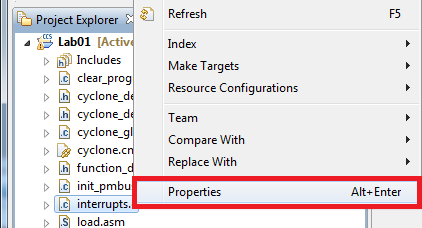 Project Explorer
Lab01 [Active
Includes
clear_prog
cyclone_de
cyclone_de
cyclone_gl
cyclone.cn
function_d
init_pmbu
interrupts.
load.asm
Refresh F5
Index
Make Targets
Resource Configurations
Team
Compare With
Replace With
Properties Alt+Enter